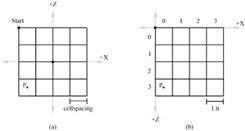 +Z
Start
+X
p
cellspacing
(a)
0 1 2 3
+X
0
1
2
3
p
1.0
+Z
(b)